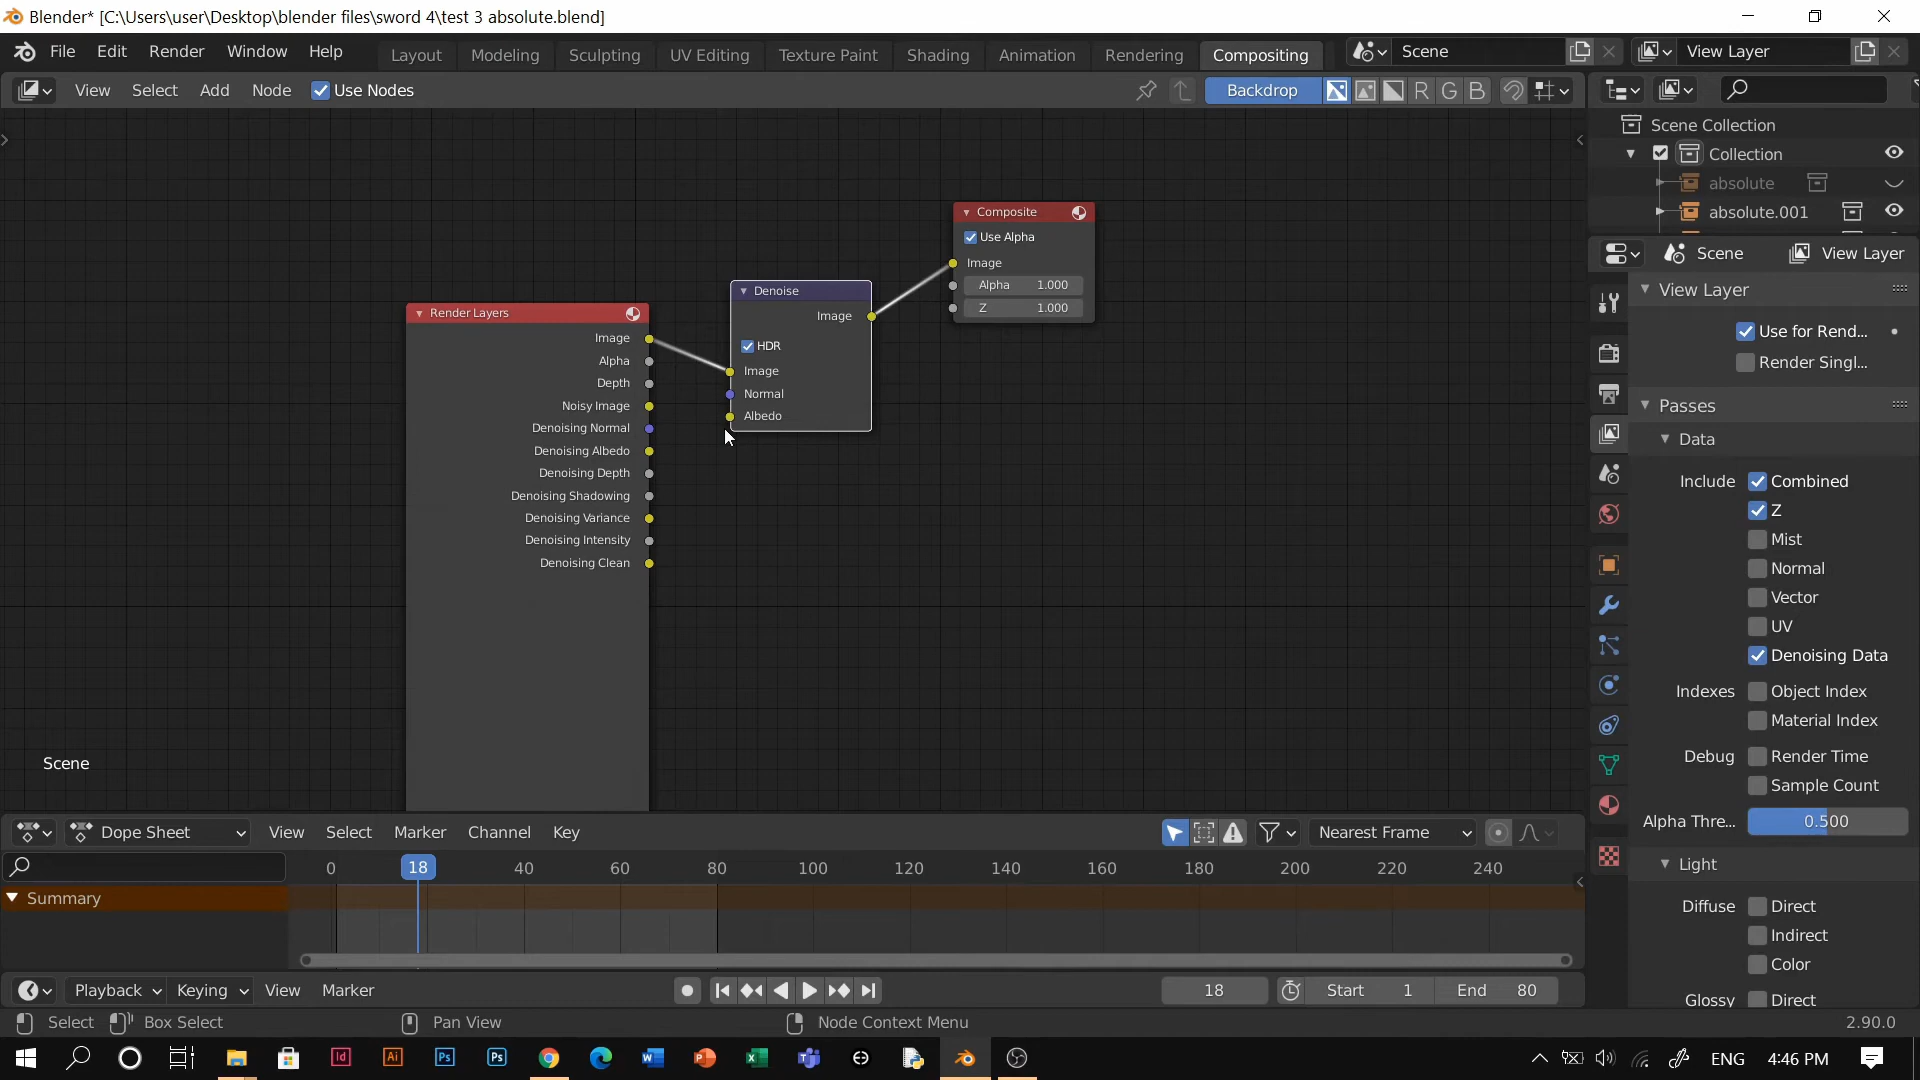 Blender* [C:\Users\user\Desktop\blender files\sword 4\test 3 absolute.blend]
File Edit Render Window Help Layout Modeling Sculpting UV Editing Texture Paint Shading Animation Rendering Compositing Scene View Layer
View Select Add Node Use Nodes Backdrop R G B
Scene Collection
Collection
absolute
absolute.001
Scene View Layer
View Layer
Use for Rend...
Render Singl...
Passes
Data
Include Combined
Z
Mist
Normal
Vector
UV
Denoising Data
Indexes Object Index
Material Index
Debug Render Time
Sample Count
Alpha Thre... 0.500
Light
Diffuse Direct
Indirect
Color
Glossy Direct
Render Layers
Image
Alpha
Depth
Noisy Image
Denoising Normal
Denoising Albedo
Denoising Depth
Denoising Shadowing
Denoising Variance
Denoising Intensity
Denoising Clean
Denoise
Image
HDR
Image
Normal
Albedo
Composite
Use Alpha
Image
Alpha 1.000
Z 1.000
Scene
Dope Sheet View Select Marker Channel Key Nearest Frame
0 18 40 60 80 100 120 140 160 180 200 220 240
Summary
Playback Keying View Marker 18 Start 1 End 80
Select Box Select Pan View Node Context Menu 2.90.0
Id Ai Ps Ps ENG 4:46 PM